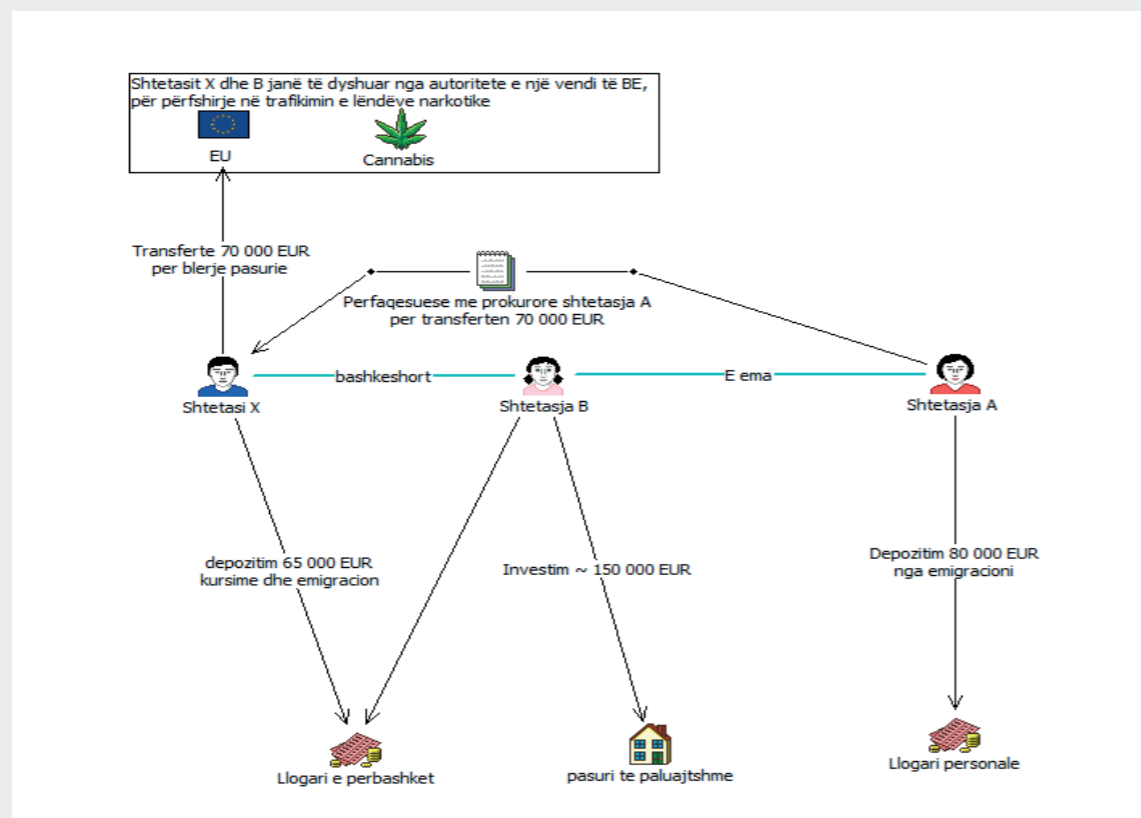 Shtetasit X dhe B janë të dyshuar nga autoritete e një vendi të BE,
për përfshirje në trafikimin e lëndëve narkotike
EU
Cannabis
Transferte 70 000 EUR
per blerje pasurie
Perfaqesuese me prokurore shtetasja A
per transferten 70 000 EUR
Shtetasi X
bashkeshort
Shtetasja B
E ema
Shtetasja A
depozitim 65 000 EUR
kursime dhe emigracion
Investim ~ 150 000 EUR
Depozitim 80 000 EUR
nga emigracioni
Llogari e perbashket
pasuri te paluajtshme
Llogari personale